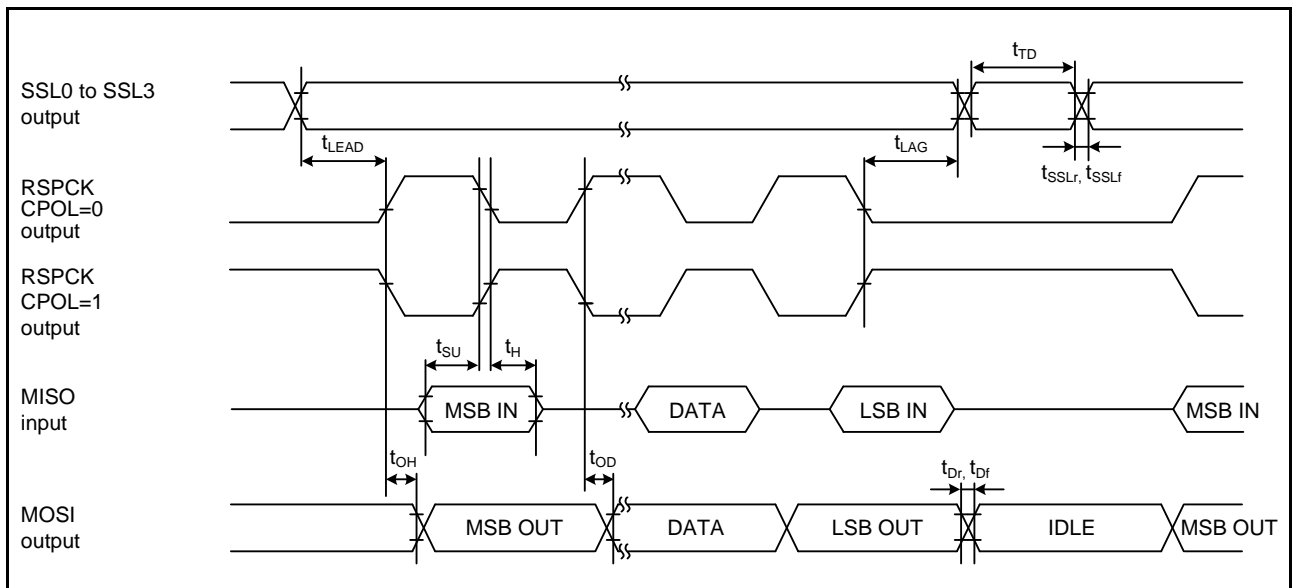 SSL0 to SSL3
output
tTD
tLEAD
tLAG
tSSLr, tSSLf
RSPCK
CPOL=0
output
RSPCK
CPOL=1
output
tSU
tH
MISO
input
MSB IN
DATA
LSB IN
MSB IN
tOH
tOD
tDr, tDf
MOSI
output
MSB OUT
DATA
LSB OUT
IDLE
MSB OUT